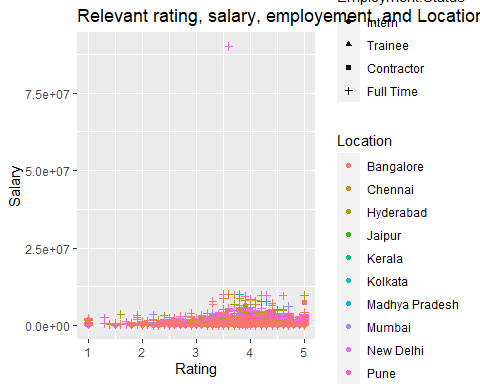 Relevant rating, salary, employement, and Location
Employment.Status
Intern
Trainee
Contractor
Full Time
Location
Bangalore
Chennai
Hyderabad
Jaipur
Kerala
Kolkata
Madhya Pradesh
Mumbai
New Delhi
Pune
Salary
7.5e+07
5.0e+07
2.5e+07
0.0e+00
1 2 3 4 5
Rating